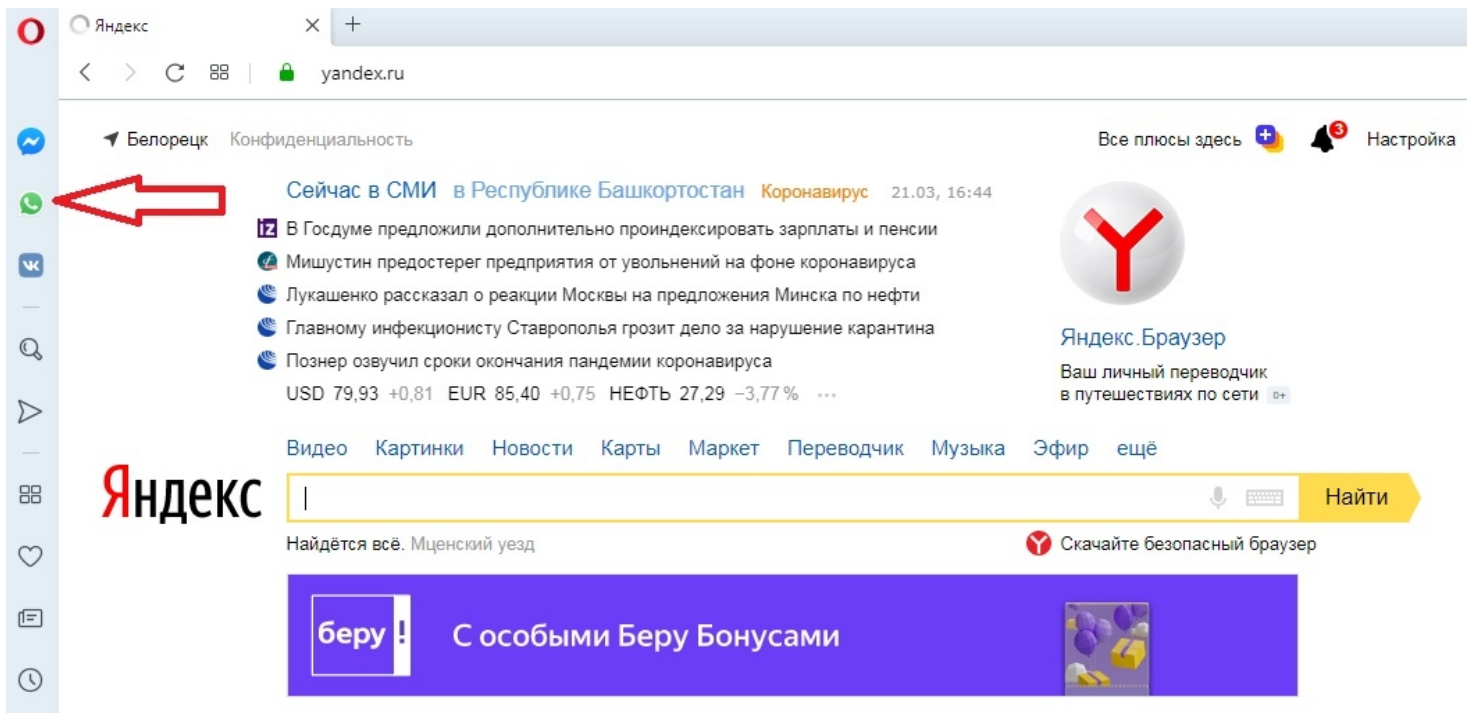 Яндекс
yandex.ru
Белорецк Конфиденциальность
Все плюсы здесь 3 Настройка
Сейчас в СМИ в Республике Башкортостан Коронавирус 21.03, 16:44
iz В Госдуме предложили дополнительно проиндексировать зарплаты и пенсии
Мишустин предостерег предприятия от увольнений на фоне коронавируса
Лукашенко рассказал о реакции Москвы на предложения Минска по нефти
Главному инфекционисту Ставрополья грозит дело за нарушение карантина
Познер озвучил сроки окончания пандемии коронавируса
USD 79,93 +0,81 EUR 85,40 +0,75 НЕФТЬ 27,29 −3,77 % ...
Яндекс.Браузер
Ваш личный переводчик
в путешествиях по сети 0+
Видео Картинки Новости Карты Маркет Переводчик Музыка Эфир ещё
Яндекс
Найти
Найдётся всё. Мценский уезд
Скачайте безопасный браузер
беру!
С особыми Беру Бонусами